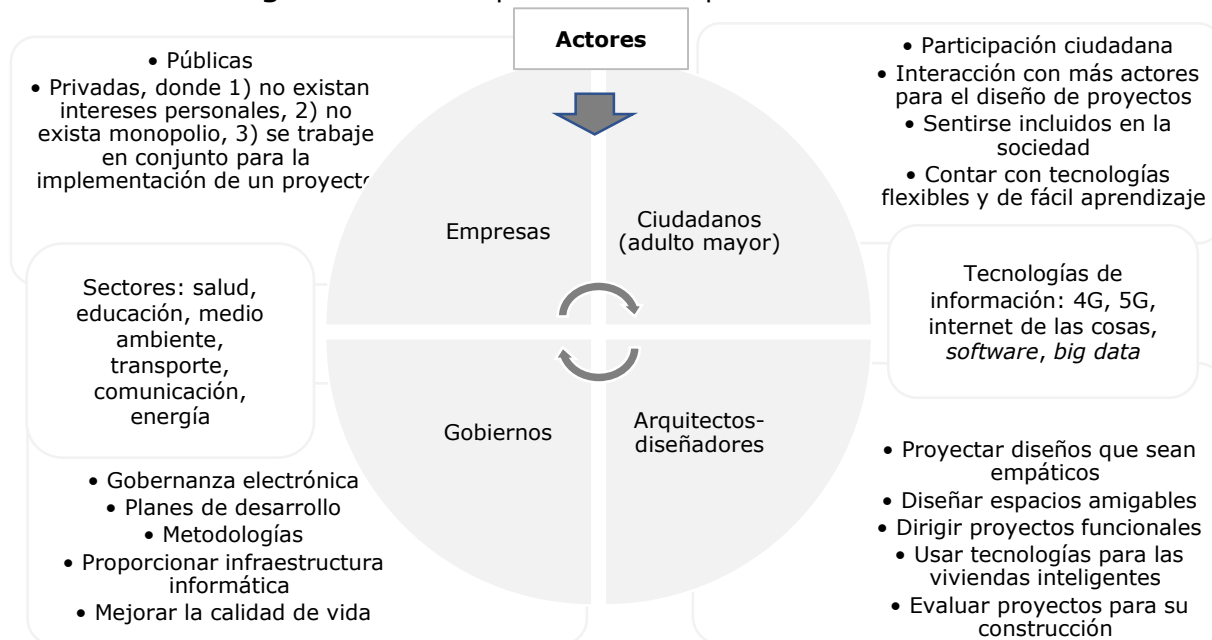 Actores
• Públicas
• Privadas, donde 1) no existan
intereses personales, 2) no
exista monopolio, 3) se trabaje
en conjunto para la
implementación de un proyecto
• Participación ciudadana
• Interacción con más actores
para el diseño de proyectos
• Sentirse incluidos en la
sociedad
• Contar con tecnologías
flexibles y de fácil aprendizaje
Empresas
Ciudadanos
(adulto mayor)
Sectores: salud,
educación, medio
ambiente,
transporte,
comunicación,
energía
Tecnologías de
información: 4G, 5G,
internet de las cosas,
software, big data
Gobiernos
Arquitectos-
diseñadores
• Gobernanza electrónica
• Planes de desarrollo
• Metodologías
• Proporcionar infraestructura
informática
• Mejorar la calidad de vida
• Proyectar diseños que sean
empáticos
• Diseñar espacios amigables
• Dirigir proyectos funcionales
• Usar tecnologías para las
viviendas inteligentes
• Evaluar proyectos para su
construcción